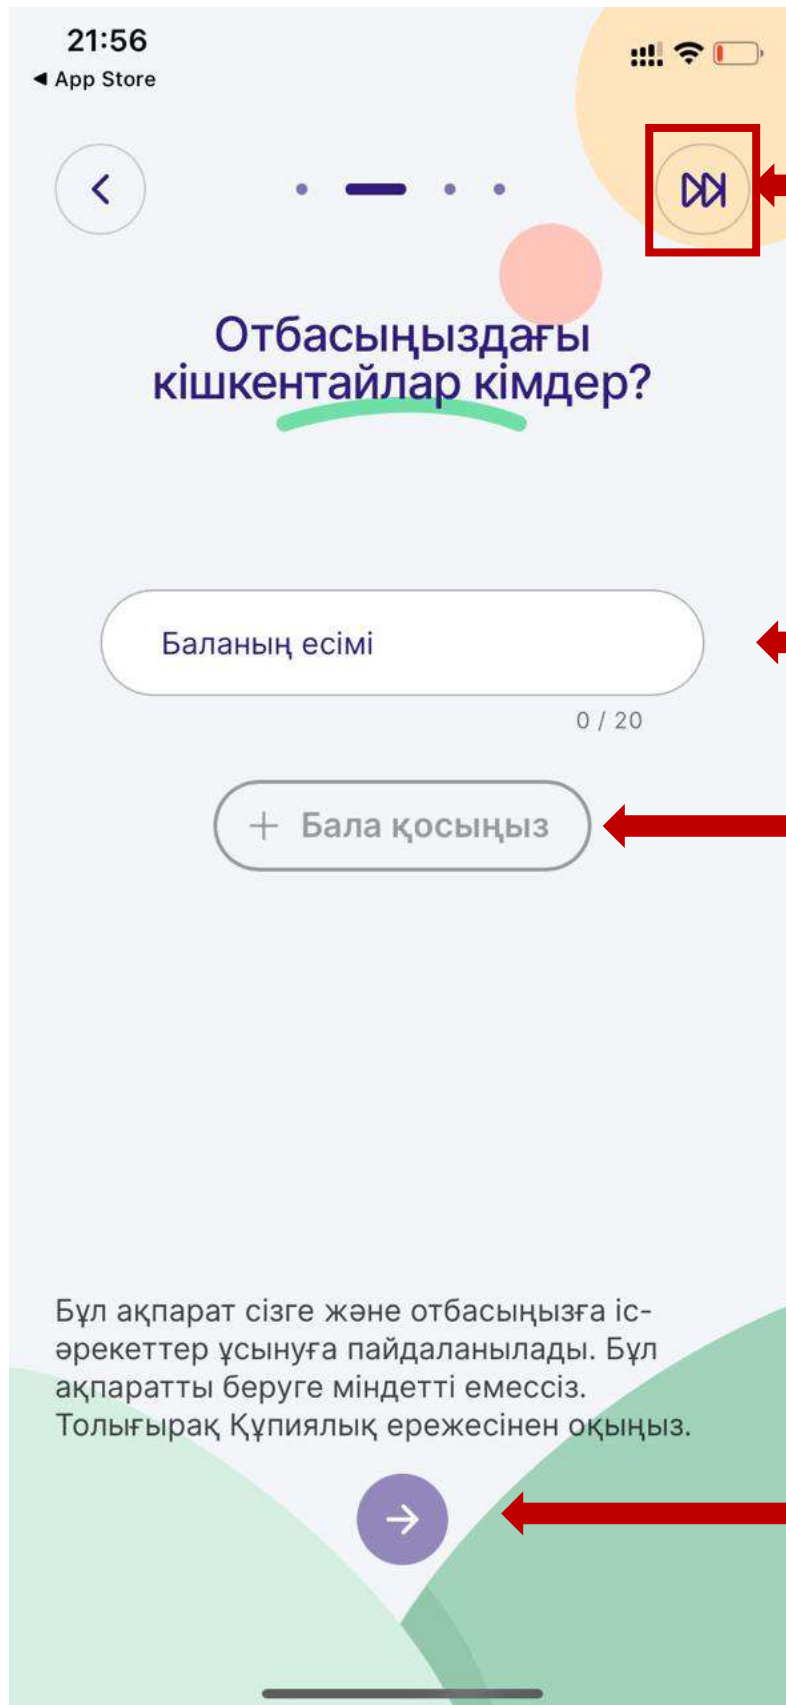 21:56
◀ App Store
Отбасыңыздағы
кішкентайлар кімдер?
Баланың есімі
0 / 20
+ Бала қосыңыз
Бұл ақпарат сізге және отбасыңызға іс-
әрекеттер ұсынуға пайдаланылады. Бұл
ақпаратты беруге міндетті емессіз.
Толығырақ Құпиялық ережесінен оқыңыз.